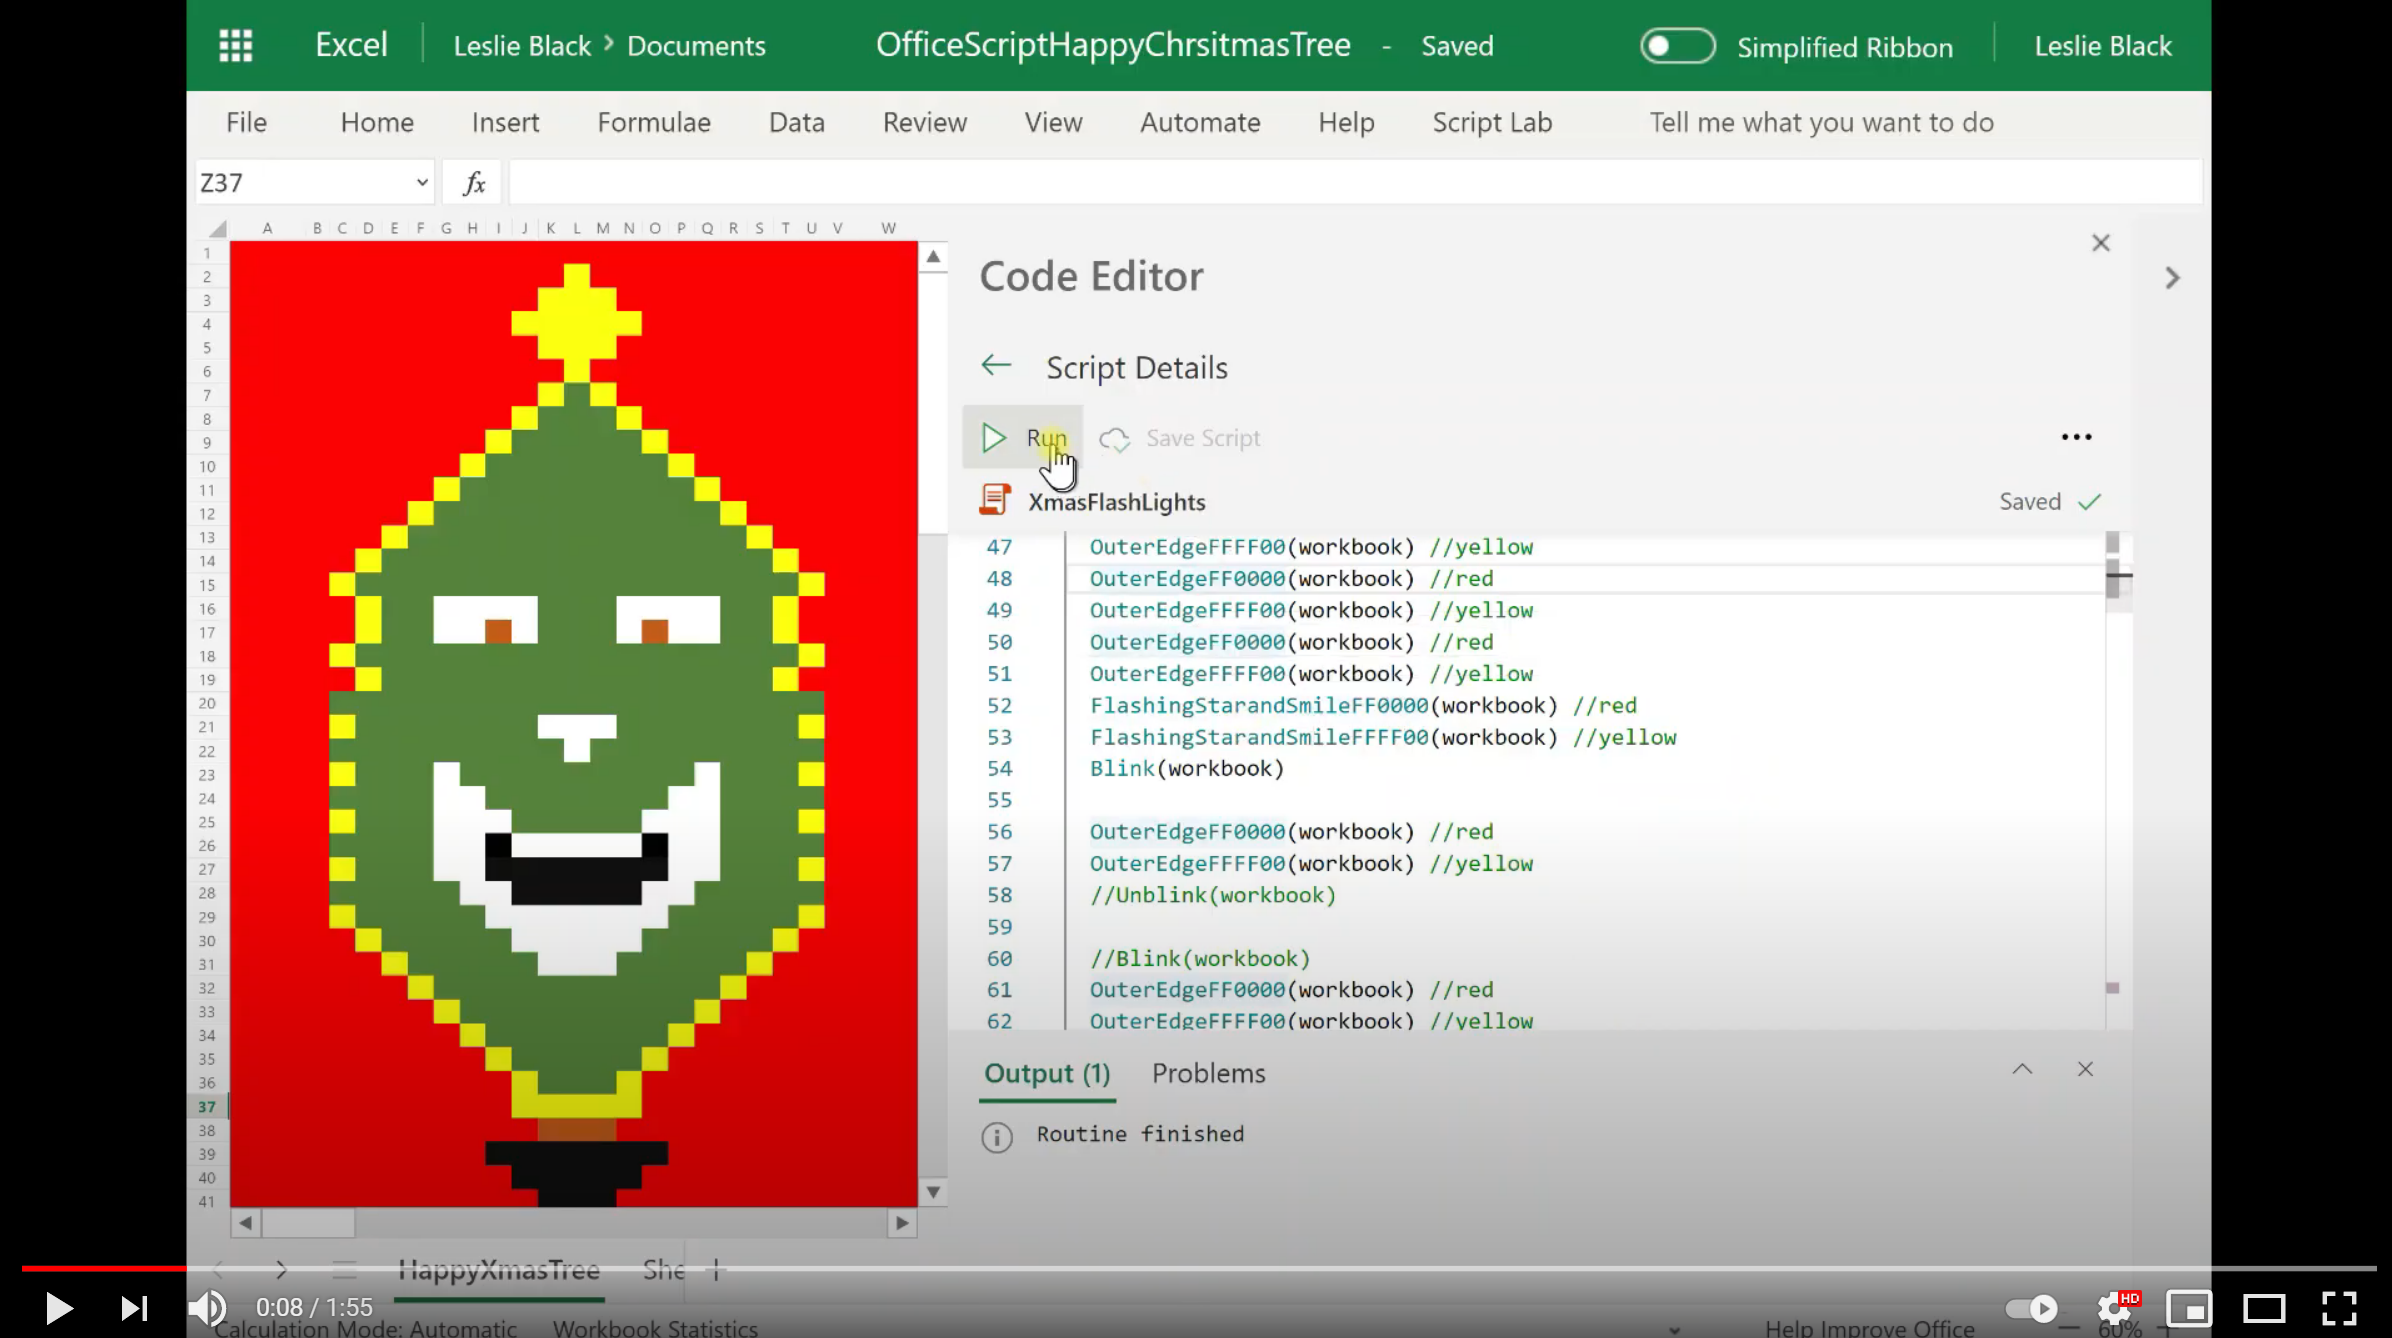 Excel Leslie Black > Documents OfficeScriptHappyChrsitmasTree - Saved Simplified Ribbon Leslie Black
File Home Insert Formulae Data Review View Automate Help Script Lab Tell me what you want to do
Z37 fx
A B C D E F G H I J K L M N O P Q R S T U V W
1
2
3
4
5
6
7
8
9
10
11
12
13
14
15
16
17
18
19
20
21
22
23
24
25
26
27
28
29
30
31
32
33
34
35
36
37
38
39
40
41
Code Editor
Script Details
Run Save Script
XmasFlashLights Saved
47 OuterEdgeFFFF00(workbook) //yellow
48 OuterEdgeFF0000(workbook) //red
49 OuterEdgeFFFF00(workbook) //yellow
50 OuterEdgeFF0000(workbook) //red
51 OuterEdgeFFFF00(workbook) //yellow
52 FlashingStarandSmileFF0000(workbook) //red
53 FlashingStarandSmileFFFF00(workbook) //yellow
54 Blink(workbook)
55
56 OuterEdgeFF0000(workbook) //red
57 OuterEdgeFFFF00(workbook) //yellow
58 //Unblink(workbook)
59
60 //Blink(workbook)
61 OuterEdgeFF0000(workbook) //red
62 OuterEdgeFFFF00(workbook) //yellow
Output (1) Problems
Routine finished
HappyXmasTree She +
0:08 / 1:55 HD
Calculation Mode: Automatic Workbook Statistics Help Improve Office 60%